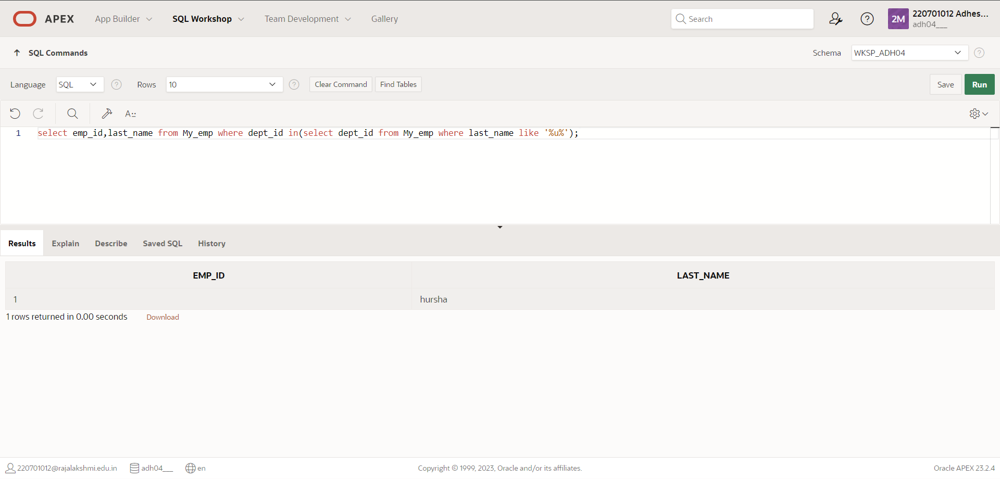 APEX App Builder SQL Workshop Team Development Gallery Search 2M 220701012 Adhes...
adh04___
SQL Commands Schema WKSP_ADH04
Language SQL Rows 10 Clear Command Find Tables Save Run
A::
1 select emp_id,last_name from My_emp where dept_id in(select dept_id from My_emp where last_name like '%u%');
Results Explain Describe Saved SQL History
EMP_ID LAST_NAME
1 hursha
1 rows returned in 0.00 seconds Download
220701012@rajalakshmi.edu.in adh04___ en Copyright © 1999, 2023, Oracle and/or its affiliates. Oracle APEX 23.2.4